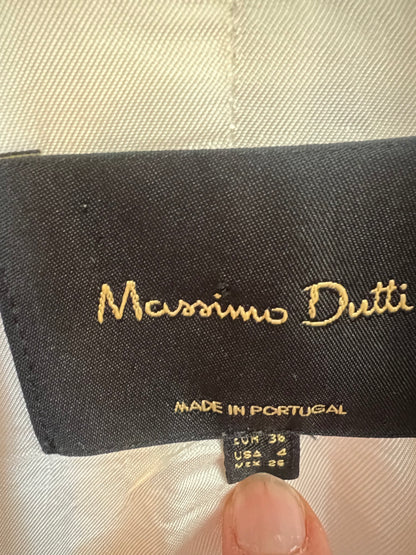 Massimo Dutti
MADE IN PORTUGAL
EUR 36
USA 4
MEX 26